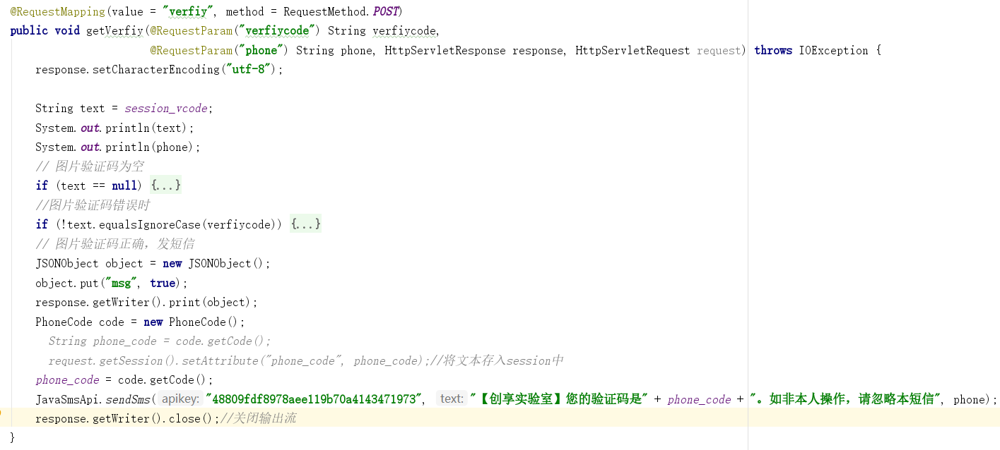 @RequestMapping(value = "verfiy", method = RequestMethod.POST)
public void getVerfiy(@RequestParam("verfiycode") String verfiycode,
@RequestParam("phone") String phone, HttpServletResponse response, HttpServletRequest request) throws IOException {
response.setCharacterEncoding("utf-8");
String text = session_vcode;
System.out.println(text);
System.out.println(phone);
// 图片验证码为空
if (text == null) {...}
//图片验证码错误时
if (!text.equalsIgnoreCase(verfiycode)) {...}
// 图片验证码正确，发短信
JSONObject object = new JSONObject();
object.put("msg", true);
response.getWriter().print(object);
PhoneCode code = new PhoneCode();
String phone_code = code.getCode();
request.getSession().setAttribute("phone_code", phone_code);//将文本存入session中
phone_code = code.getCode();
JavaSmsApi.sendSms( apikey: "48809fdf8978aee119b70a4143471973", text: "【创享实验室】您的验证码是" + phone_code + "。如非本人操作，请忽略本短信", phone);
response.getWriter().close();//关闭输出流
}